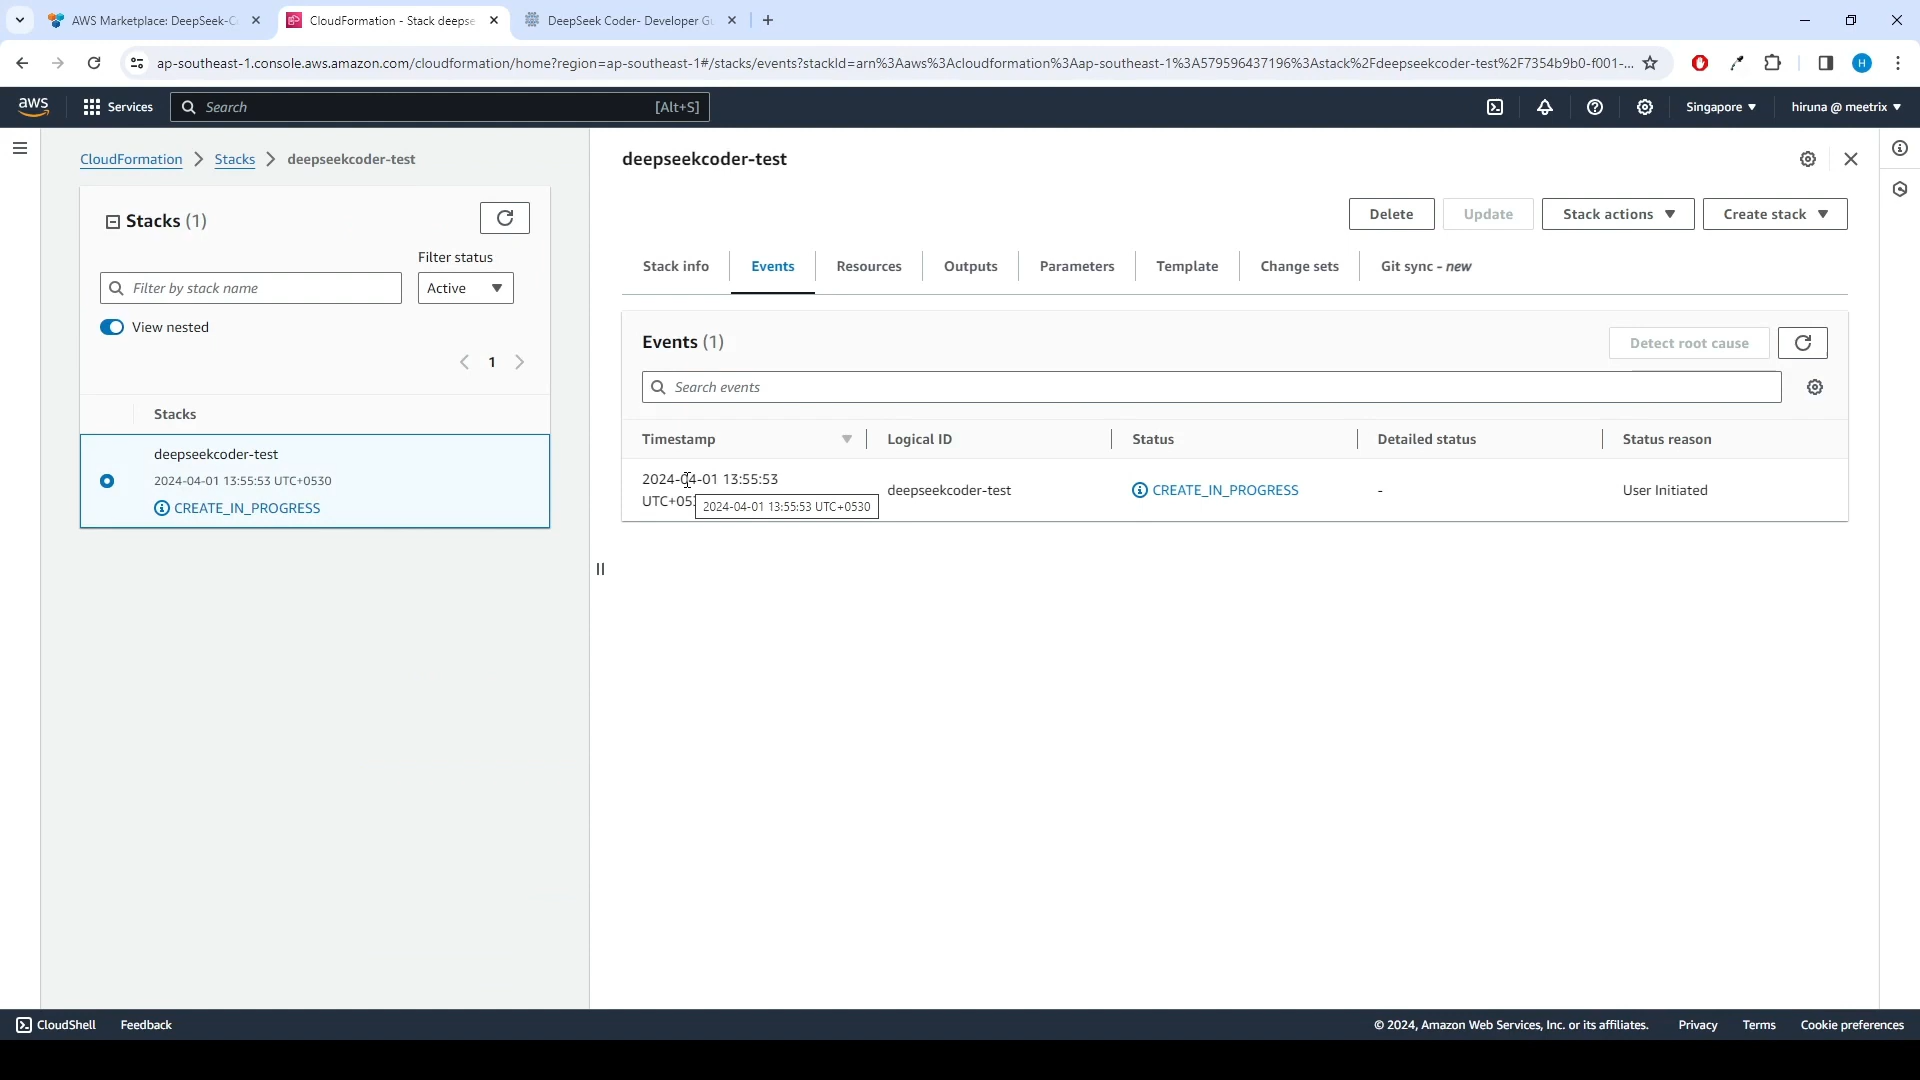 AWS Marketplace: DeepSeek-C
CloudFormation - Stack deepse
DeepSeek Coder- Developer Gu
ap-southeast-1.console.aws.amazon.com/cloudformation/home?region=ap-southeast-1#/stacks/events?stackId=arn%3Aaws%3Acloudformation%3Aap-southeast-1%3A579596437196%3Astack%2Fdeepseekcoder-test%2F7354b9b0-f001-...
H
aws
Services
Search
[Alt+S]
Singapore
hiruna @ meetrix
CloudFormation
Stacks
deepseekcoder-test
Stacks (1)
Filter status
Filter by stack name
Active
View nested
1
Stacks
deepseekcoder-test
2024-04-01 13:55:53 UTC+0530
CREATE_IN_PROGRESS
deepseekcoder-test
Delete
Update
Stack actions
Create stack
Stack info
Events
Resources
Outputs
Parameters
Template
Change sets
Git sync - new
Events (1)
Detect root cause
Search events
Timestamp
Logical ID
Status
Detailed status
Status reason
2024-04-01 13:55:53
UTC+053
2024-04-01 13:55:53 UTC+0530
deepseekcoder-test
CREATE_IN_PROGRESS
-
User Initiated
CloudShell
Feedback
© 2024, Amazon Web Services, Inc. or its affiliates.
Privacy
Terms
Cookie preferences